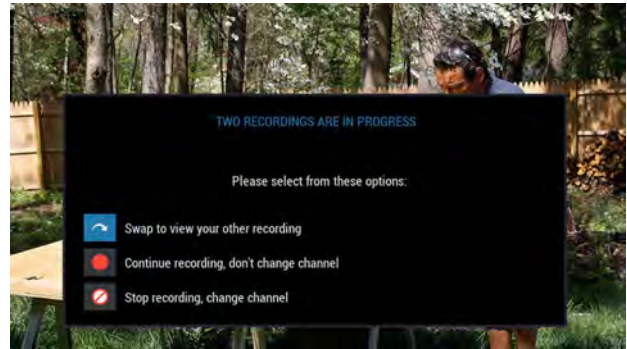 TWO RECORDINGS ARE IN PROGRESS
Please select from these options:
Swap to view your other recording
Continue recording, don't change channel
Stop recording, change channel